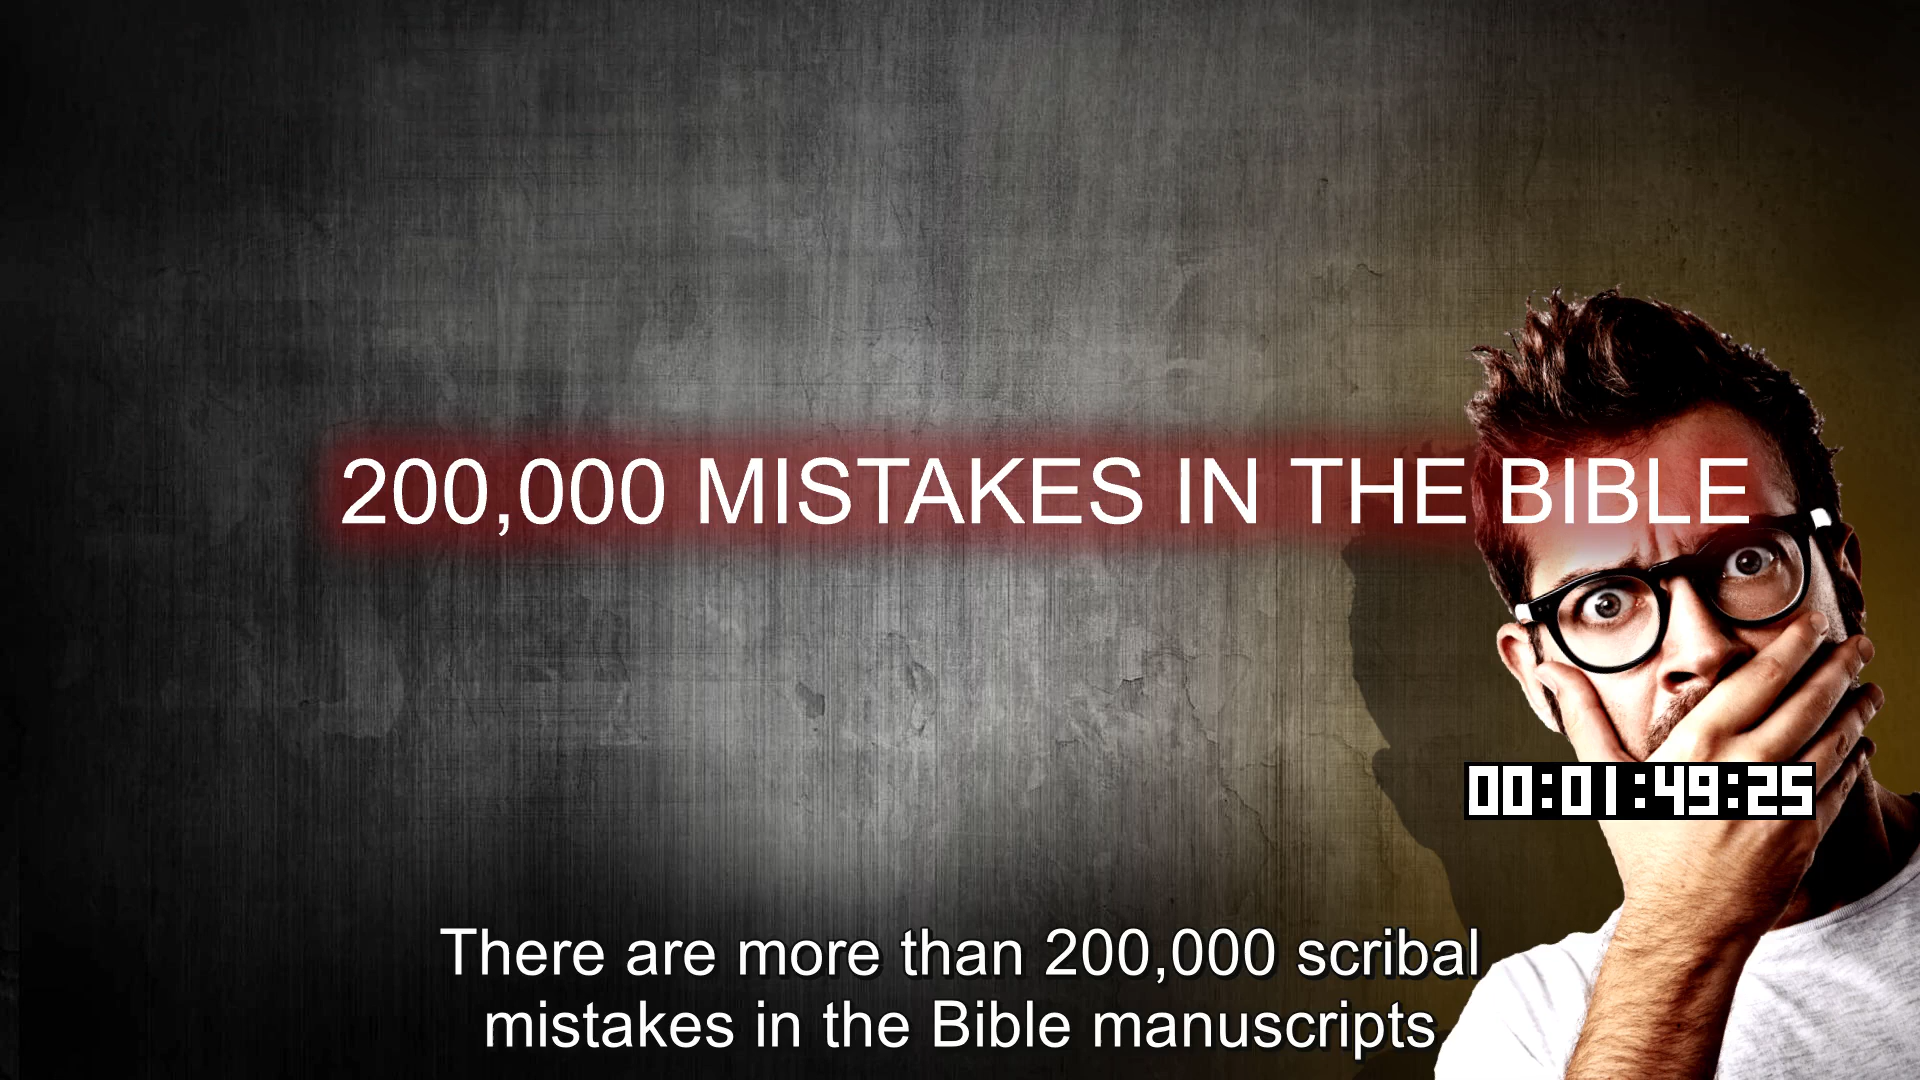 200,000 MISTAKES IN THE BIBLE
00:01:49:25
There are more than 200,000 scribal
mistakes in the Bible manuscripts